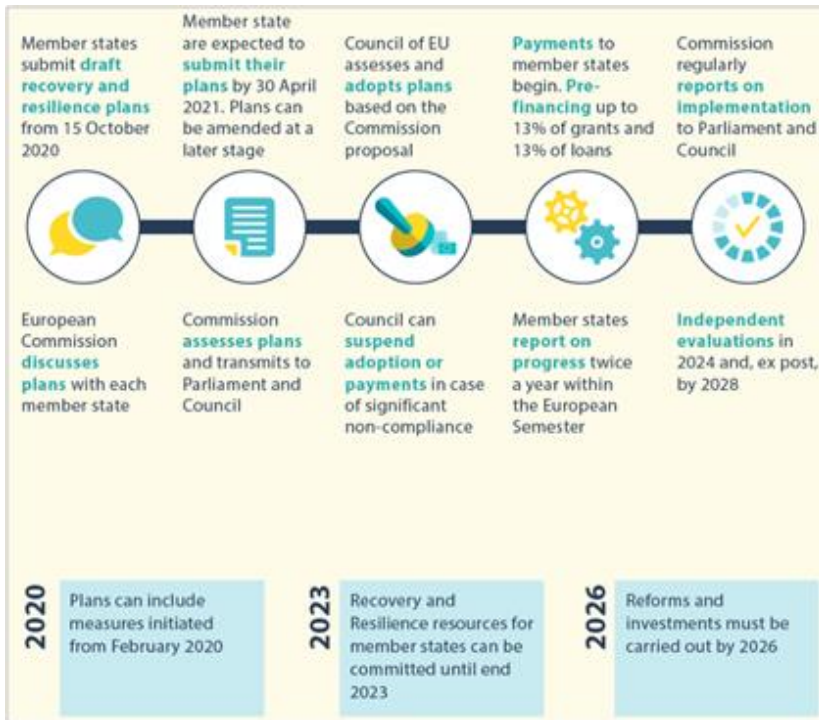 Member states
submit draft
recovery and
resilience plans
from 15 October
2020
Member state
are expected to
submit their
plans by 30 April
2021. Plans can
be amended at a
later stage
Council of EU
assesses and
adopts plans
based on the
Commission
proposal
Payments to
member states
begin. Pre-
financing up to
13% of grants and
13% of loans
Commission
regularly
reports on
implementation
to Parliament and
Council
European
Commission
discusses
plans with each
member state
Commission
assesses plans
and transmits to
Parliament and
Council
Council can
suspend
adoption or
payments in case
of significant
non-compliance
Member states
report on
progress twice
a year within
the European
Semester
Independent
evaluations in
2024 and, ex post,
by 2028
2020
Plans can include
measures initiated
from February 2020
2023
Recovery and
Resilience resources for
member states can be
committed until end
2023
2026
Reforms and
investments must be
carried out by 2026